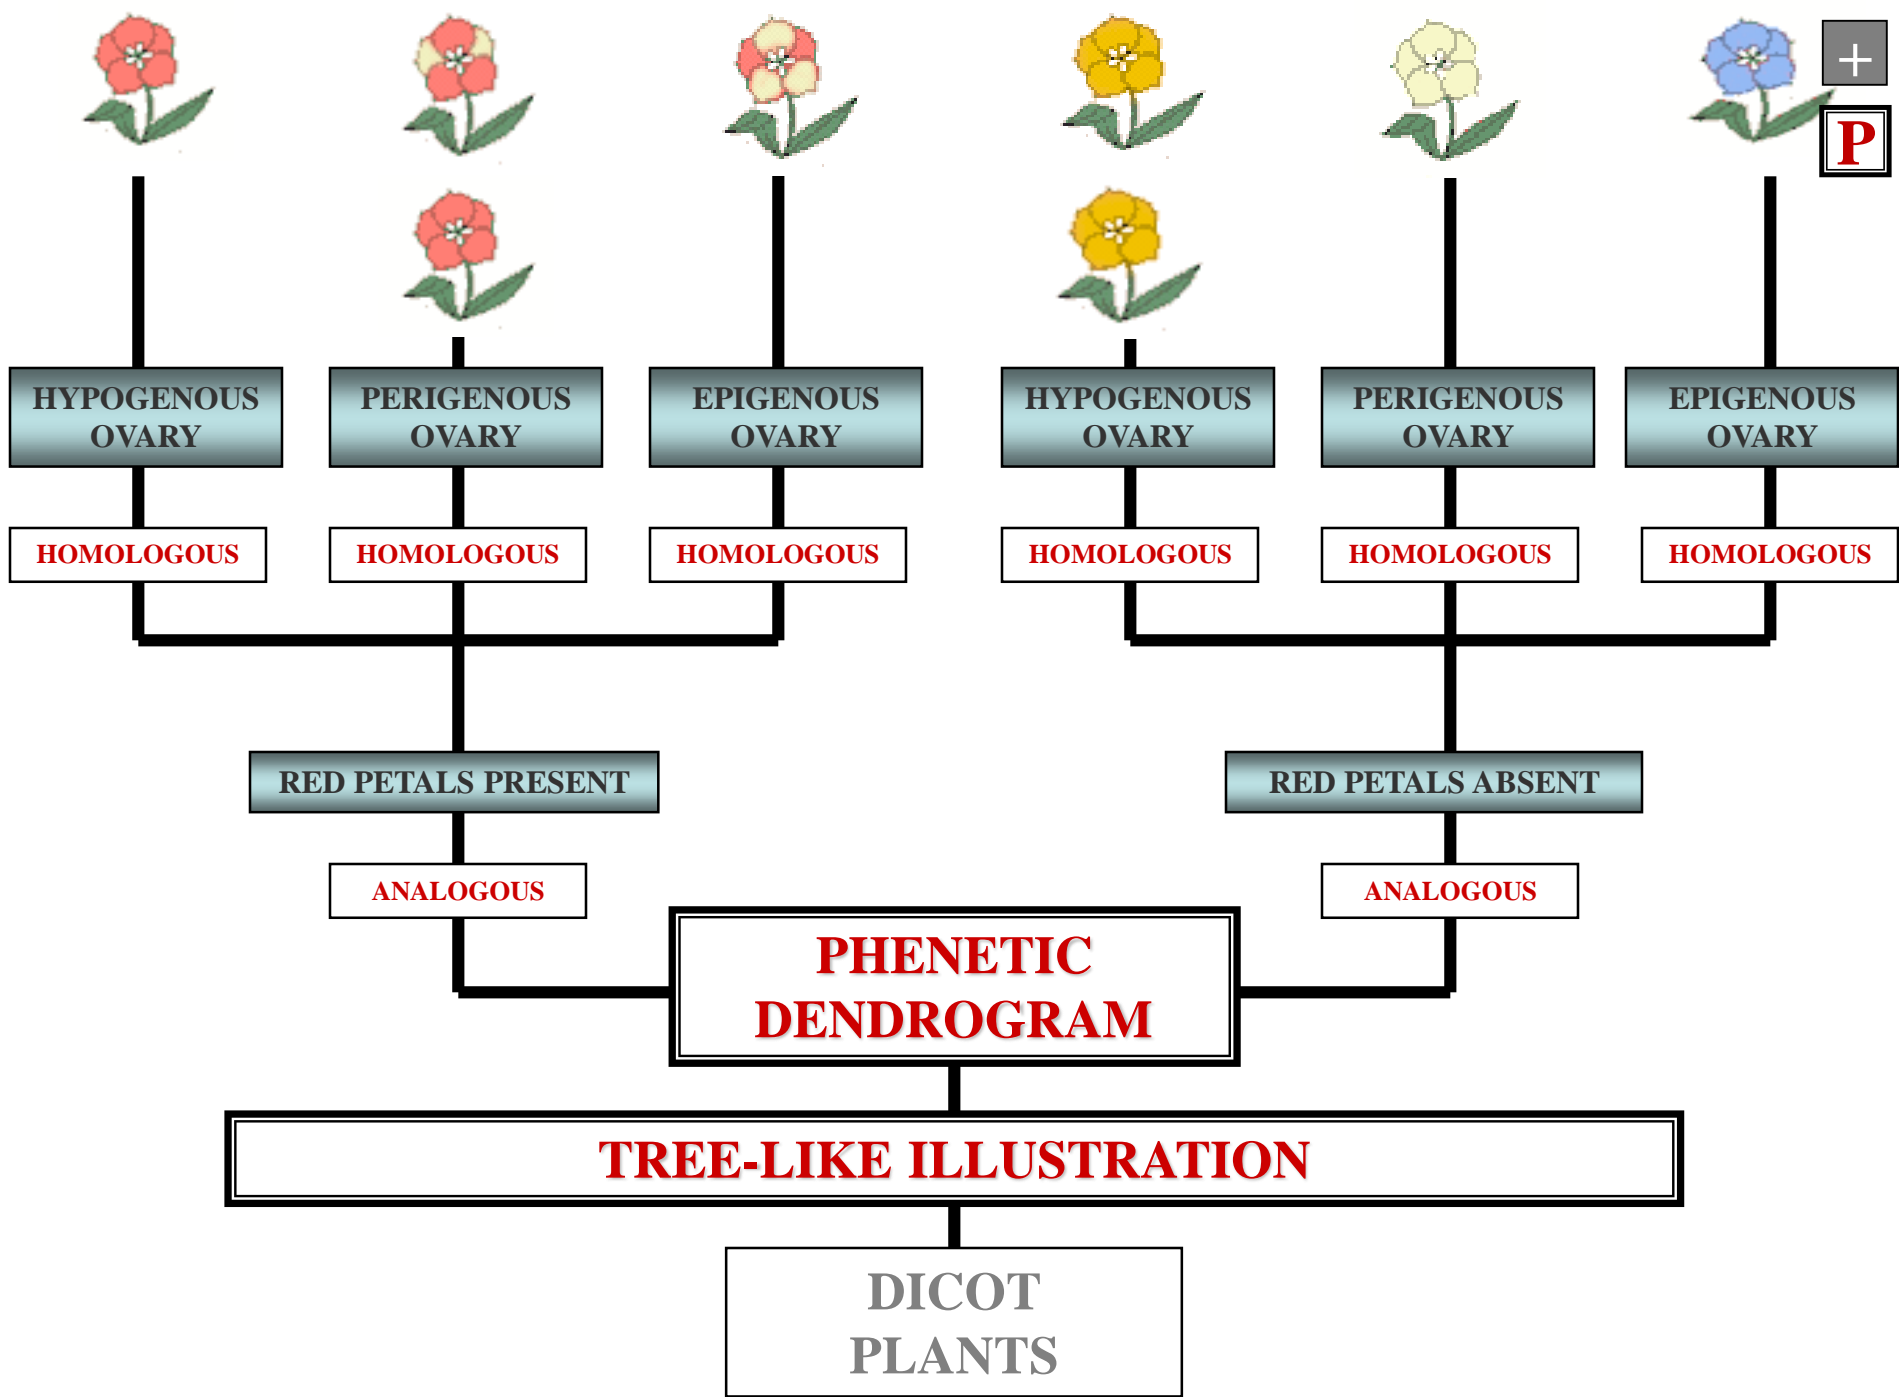 +
P
HYPOGENOUS
OVARY
PERIGENOUS
OVARY
EPIGENOUS
OVARY
HYPOGENOUS
OVARY
PERIGENOUS
OVARY
EPIGENOUS
OVARY
HOMOLOGOUS
HOMOLOGOUS
HOMOLOGOUS
HOMOLOGOUS
HOMOLOGOUS
HOMOLOGOUS
RED PETALS PRESENT
RED PETALS ABSENT
ANALOGOUS
ANALOGOUS
PHENETIC
DENDROGRAM
TREE-LIKE ILLUSTRATION
DICOT
PLANTS